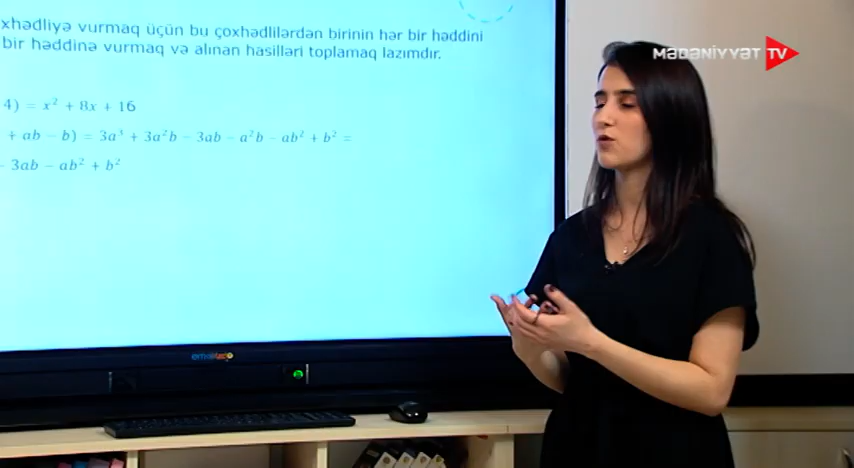 xhədliyə vurmaq üçün bu çoxhədlilərdən birinin hər bir həddini
bir həddinə vurmaq və alınan hasilləri toplamaq lazımdır.
4) = x² + 8x + 16
+ ab − b) = 3a³ + 3a²b − 3ab − a²b − ab² + b² =
− 3ab − ab² + b²
MƏDƏNİYYƏT TV